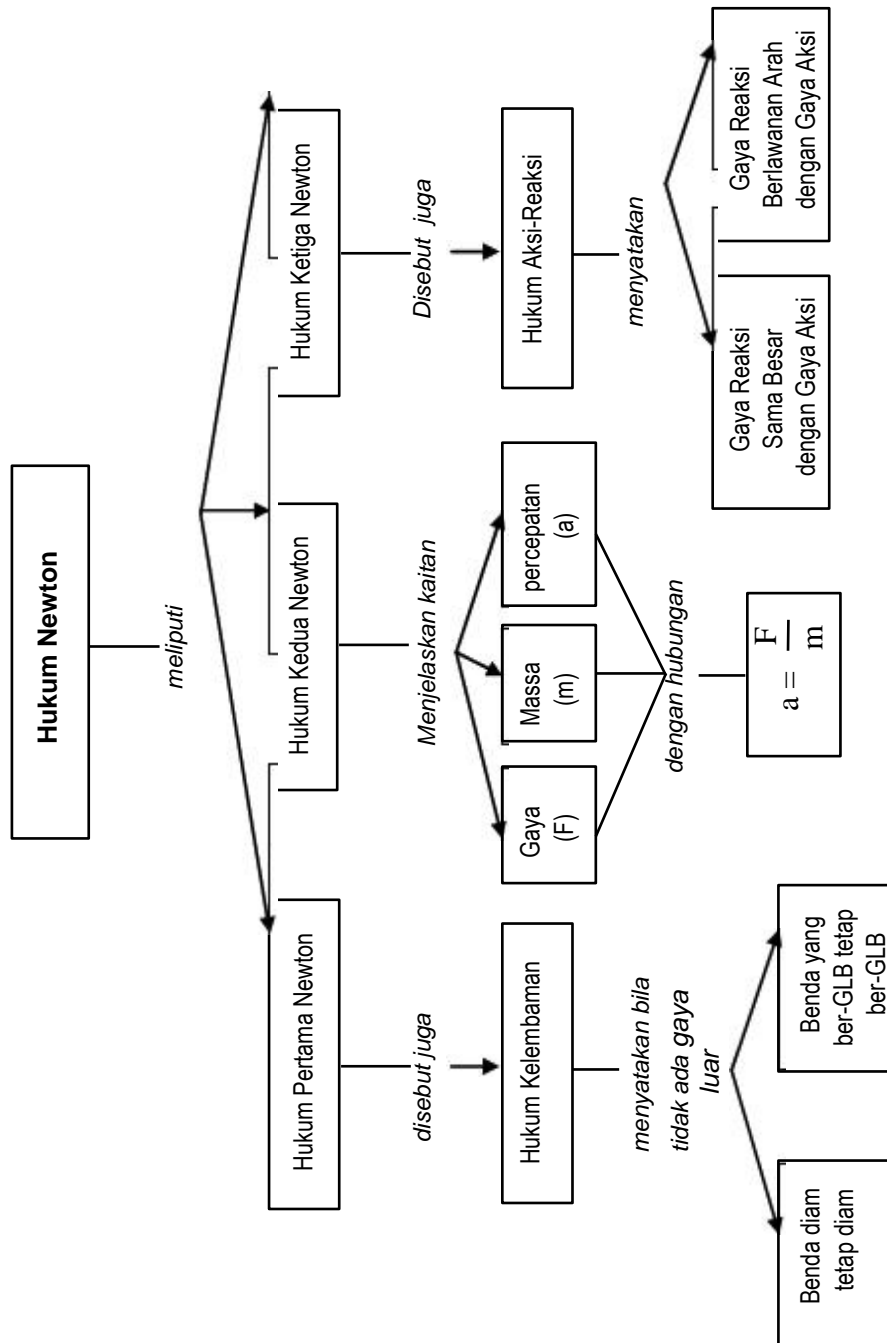 Hukum Newton
meliputi
Hukum Pertama Newton
Hukum Kedua Newton
Hukum Ketiga Newton
disebut juga
Menjelaskan kaitan
Disebut juga
Hukum Kelembaman
Gaya
(F)
Massa
(m)
percepatan
(a)
Hukum Aksi-Reaksi
menyatakan bila
tidak ada gaya
luar
dengan hubungan
menyatakan
Benda diam
tetap diam
Benda yang
ber-GLB tetap
ber-GLB
a = F
m
Gaya Reaksi
Sama Besar
dengan Gaya Aksi
Gaya Reaksi
Berlawanan Arah
dengan Gaya Aksi